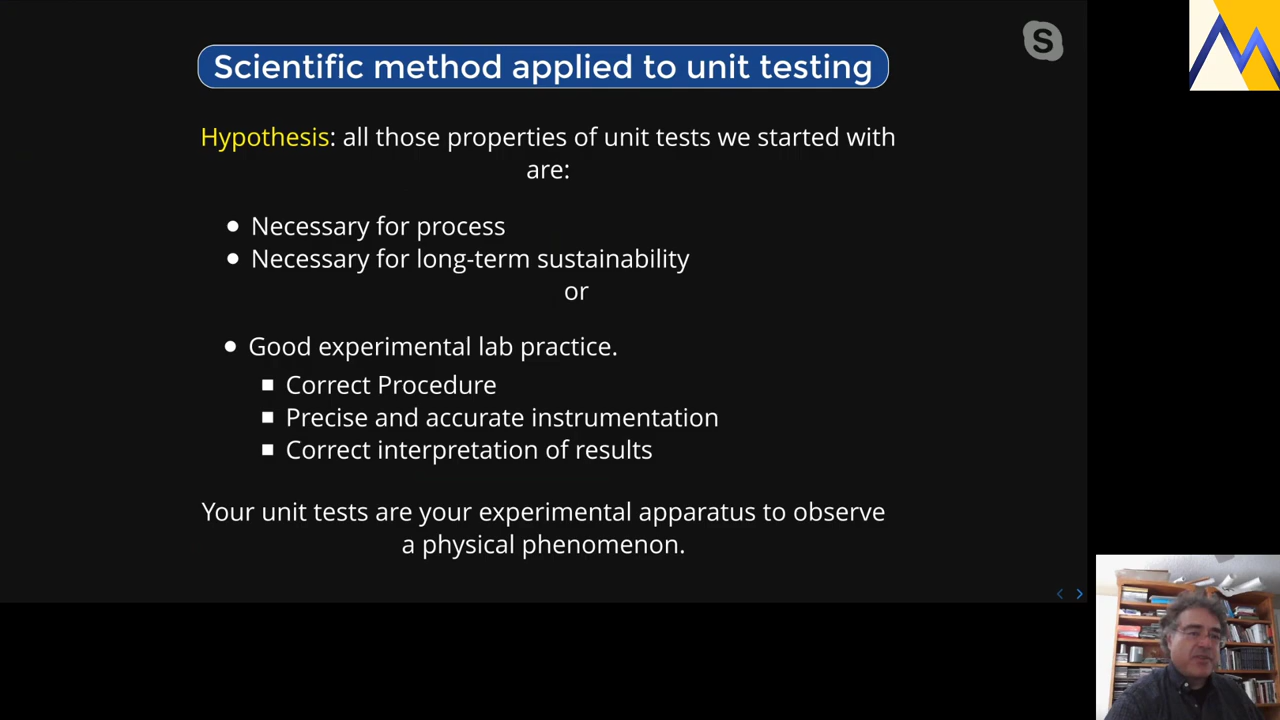 Scientific method applied to unit testing
Hypothesis: all those properties of unit tests we started with
are:
● Necessary for process
● Necessary for long-term sustainability
or
● Good experimental lab practice.
■ Correct Procedure
■ Precise and accurate instrumentation
■ Correct interpretation of results
Your unit tests are your experimental apparatus to observe
a physical phenomenon.